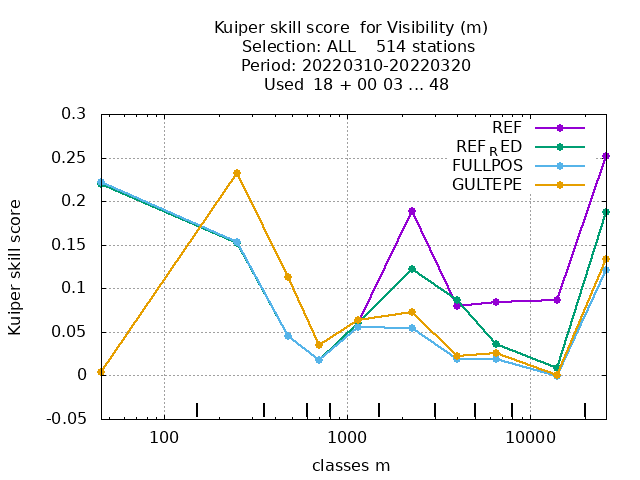 Kuiper skill score  for Visibility (m)
Selection: ALL    514 stations
Period: 20220310-20220320
Used  18 + 00 03 ... 48
0.3
0.25
0.2
0.15
0.1
0.05
0
-0.05
Kuiper skill score
REF
REF_RED
FULLPOS
GULTEPE
100
1000
10000
classes m